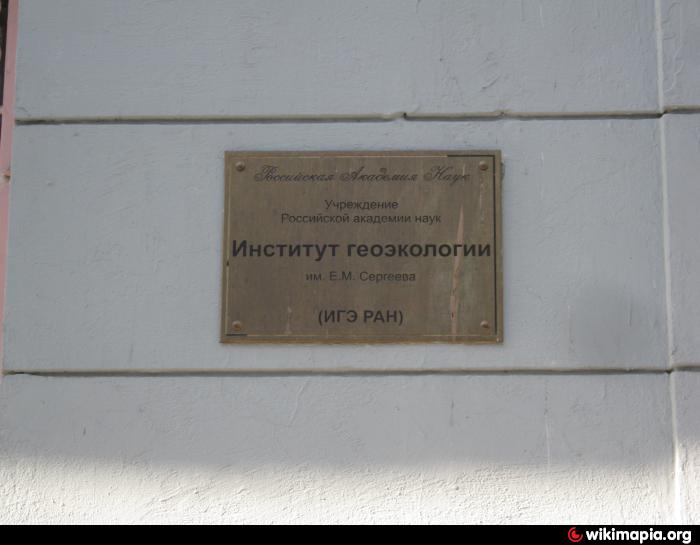 Российская Академия Наук
Учреждение
Российской академии наук
Институт геоэкологии
им. Е.М. Сергеева
(ИГЭ РАН)
wikimapia.org